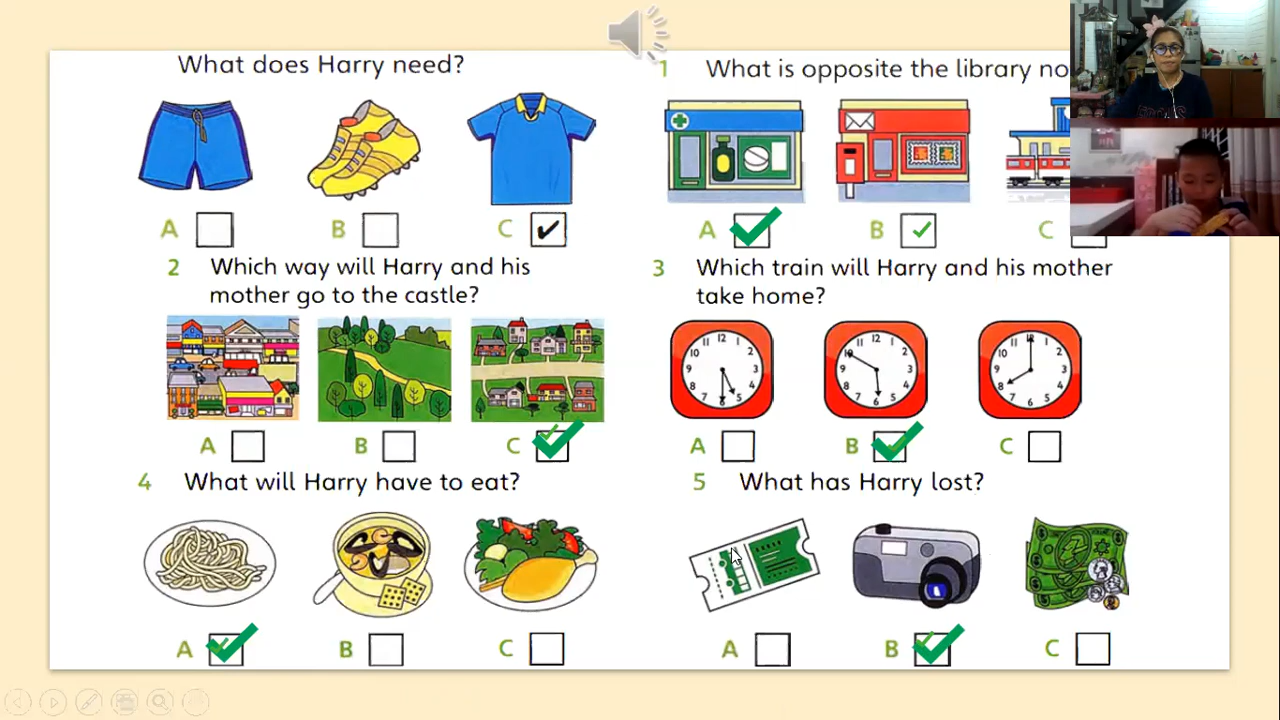 What does Harry need?
A
B
C
1 What is opposite the library no
A
B
C
2 Which way will Harry and his
mother go to the castle?
A
B
C
3 Which train will Harry and his mother
take home?
A
B
C
4 What will Harry have to eat?
A
B
C
5 What has Harry lost?
A
B
C